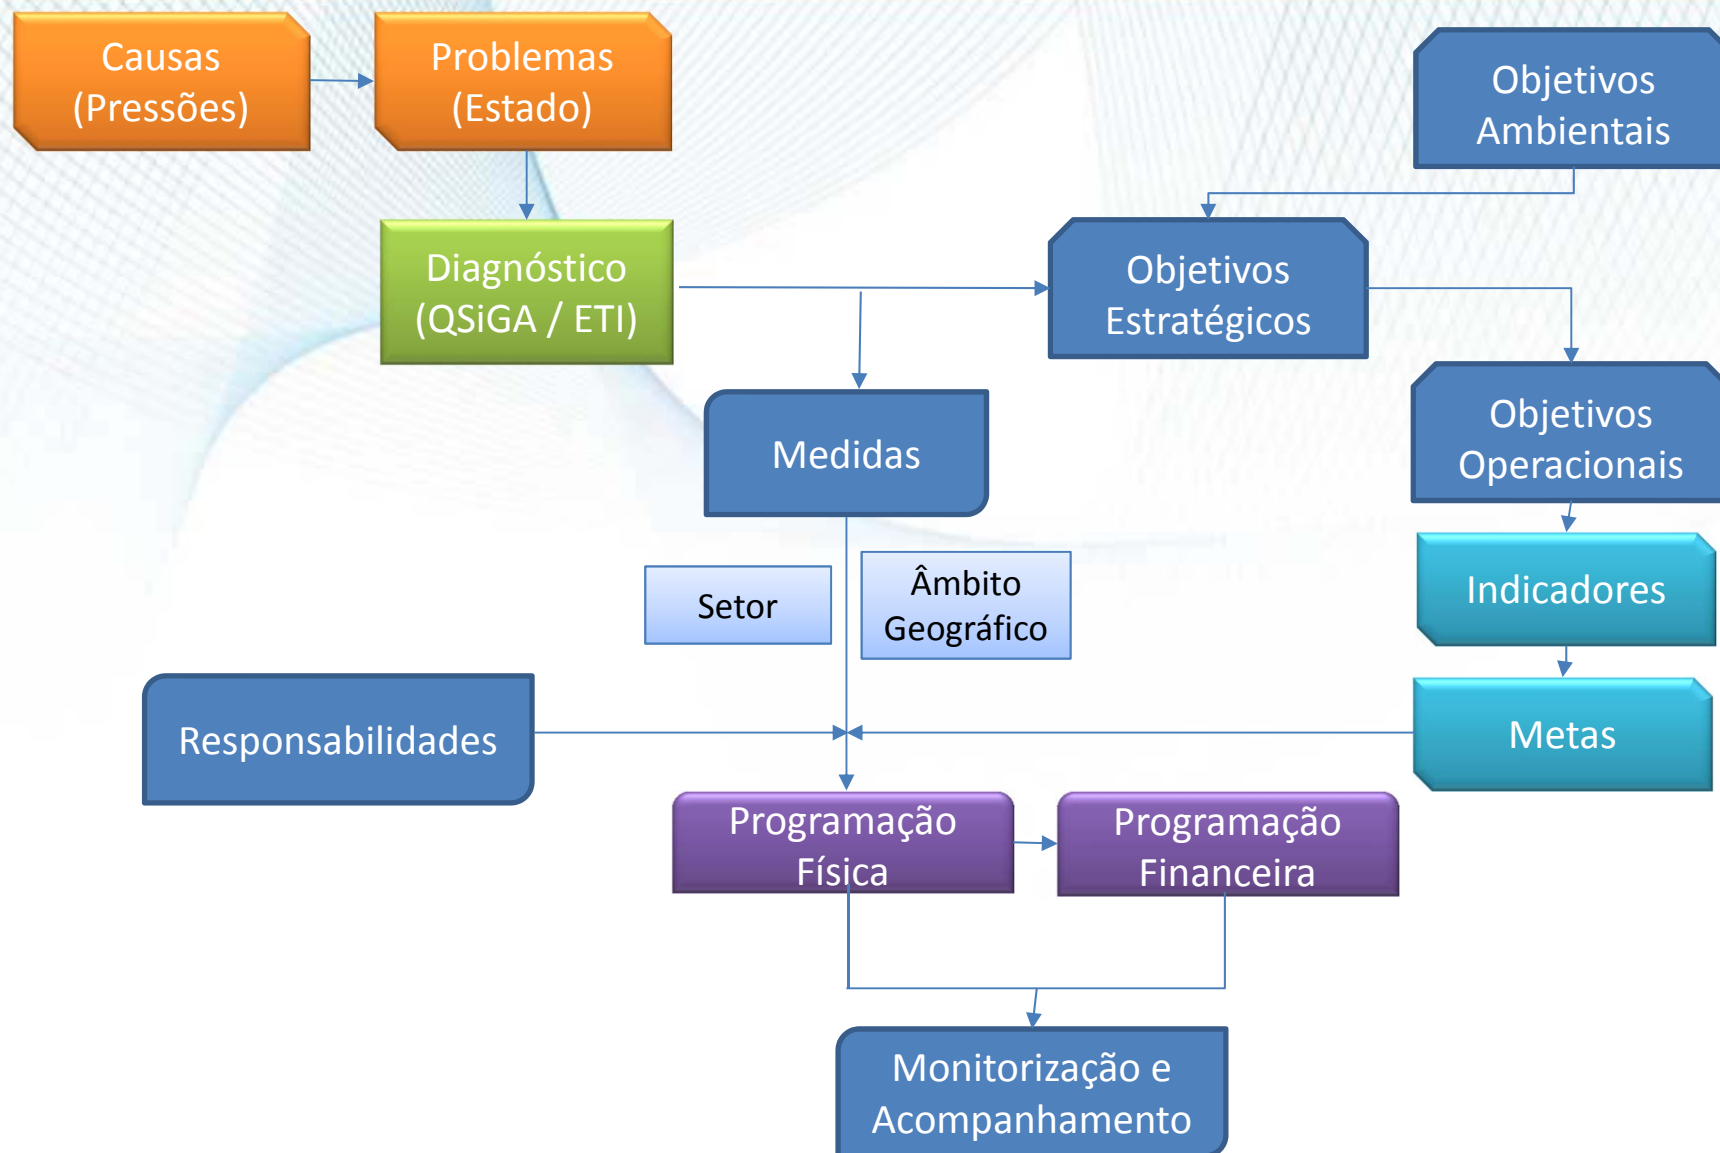 Causas
(Pressões)
Problemas
(Estado)
Objetivos
Ambientais
Diagnóstico
(QSiGA / ETI)
Objetivos
Estratégicos
Medidas
Objetivos
Operacionais
Setor
Âmbito
Geográfico
Indicadores
Responsabilidades
Metas
Programação
Física
Programação
Financeira
Monitorização e
Acompanhamento